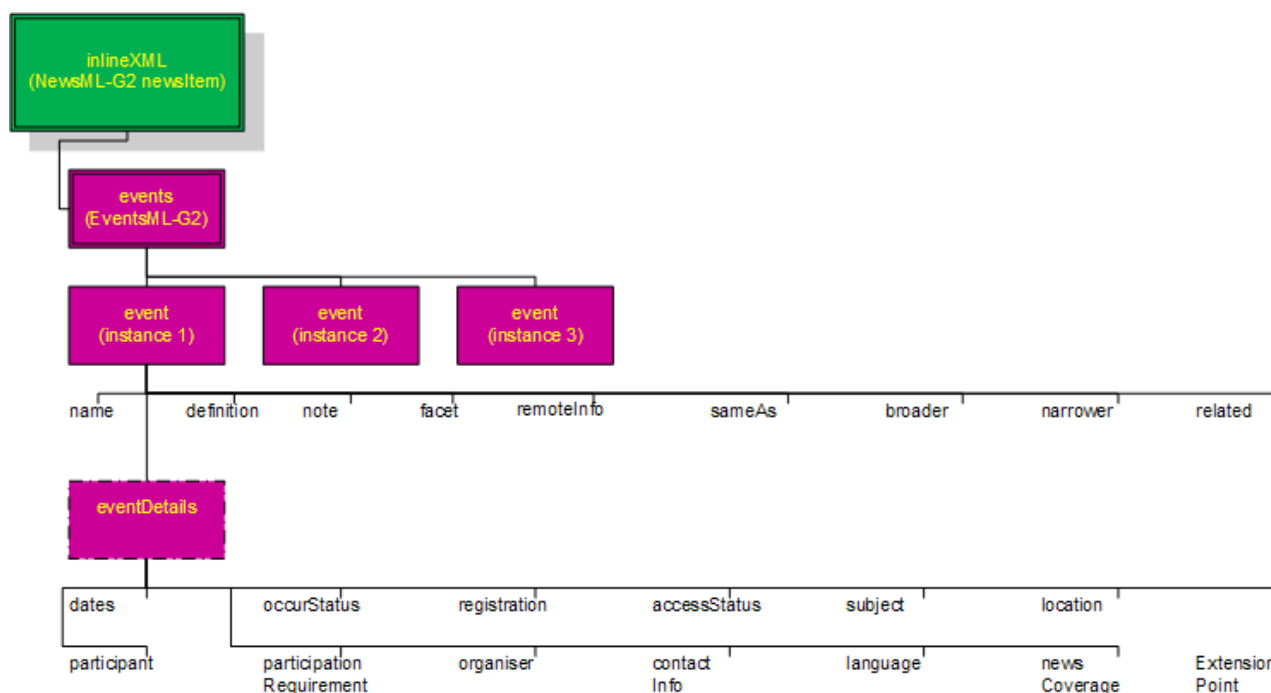 inlineXML
(NewsML-G2 newsItem)
events
(EventsML-G2)
event
(instance 1)
event
(instance 2)
event
(instance 3)
name
definition
note
facet
remoteInfo
sameAs
broader
narrower
related
eventDetails
dates
occurStatus
registration
accessStatus
subject
location
participant
participation
Requirement
organiser
contact
Info
language
news
Coverage
Extension
Point